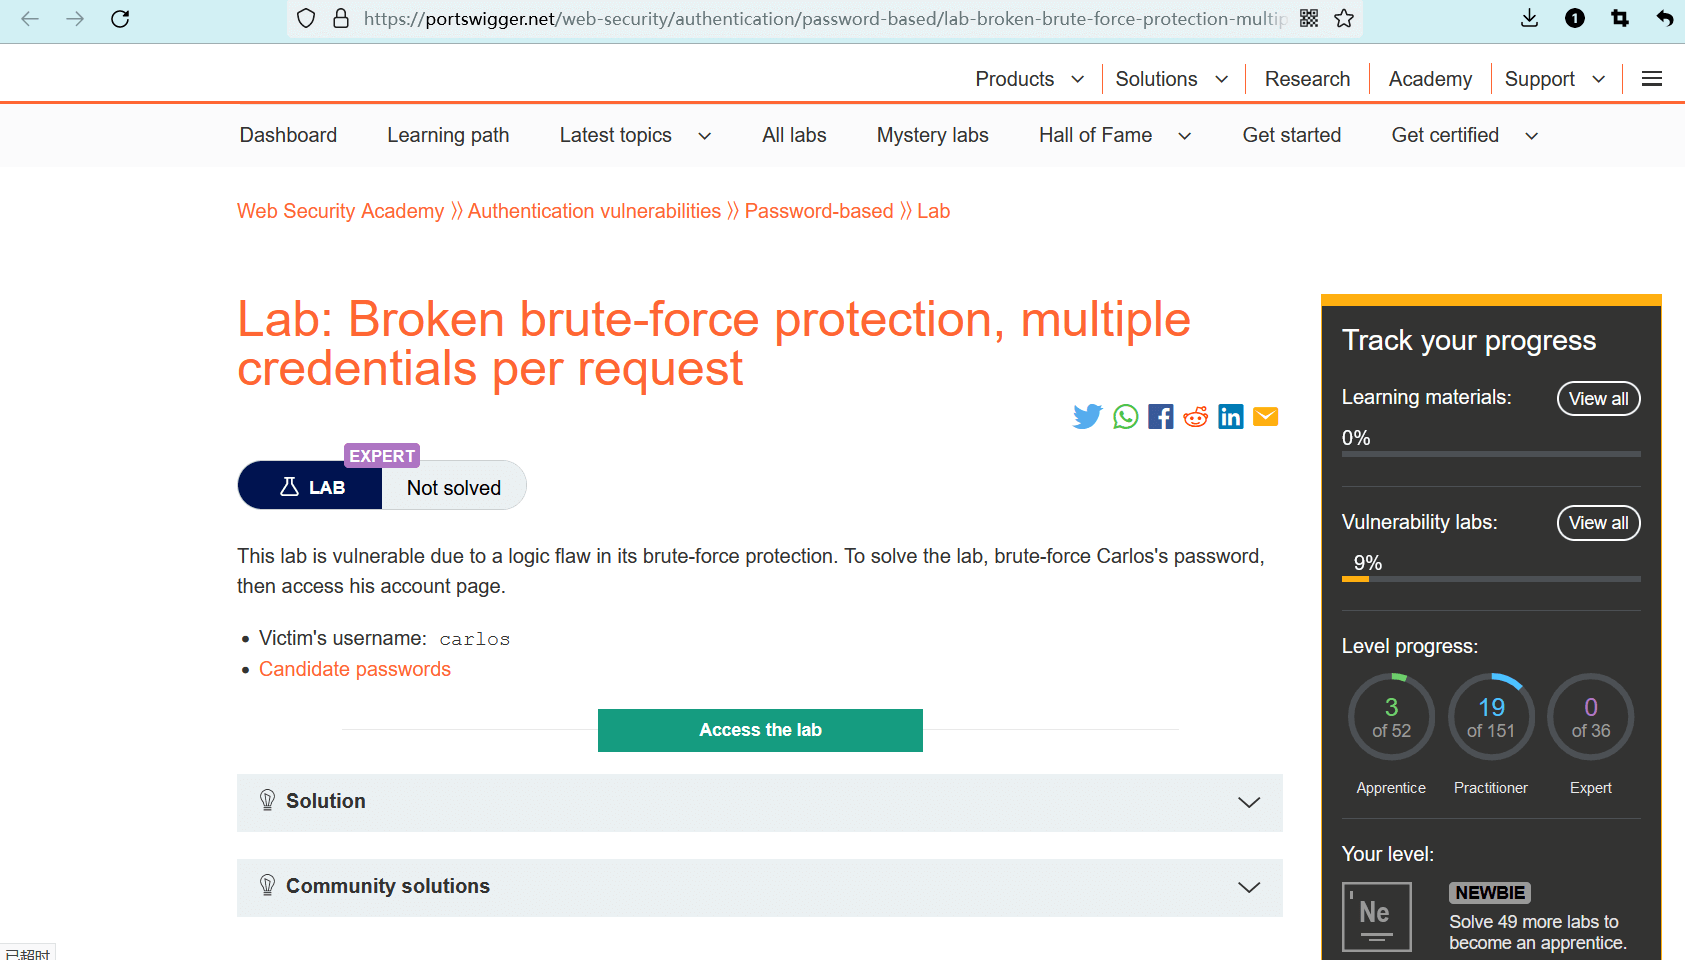 https://portswigger.net/web-security/authentication/password-based/lab-broken-brute-force-protection-multip
1
Products Solutions Research Academy Support
Dashboard Learning path Latest topics All labs Mystery labs Hall of Fame Get started Get certified
Web Security Academy 》 Authentication vulnerabilities 》 Password-based 》 Lab
Lab: Broken brute-force protection, multiple
credentials per request
EXPERT
LAB Not solved
This lab is vulnerable due to a logic flaw in its brute-force protection. To solve the lab, brute-force Carlos's password,
then access his account page.
• Victim's username: carlos
• Candidate passwords
Access the lab
Solution
Community solutions
Track your progress
Learning materials: View all
0%
Vulnerability labs: View all
9%
Level progress:
3 19 0
of 52 of 151 of 36
Apprentice Practitioner Expert
Your level:
Ne
NEWBIE
Solve 49 more labs to
become an apprentice.
已超时